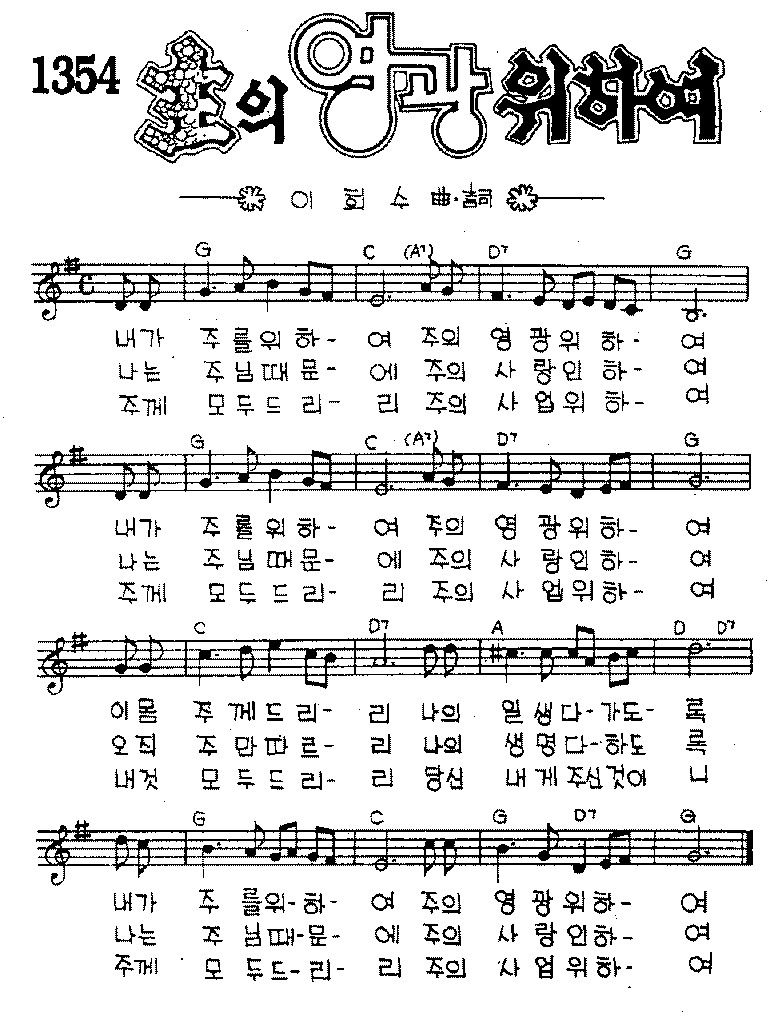 1354 主의 영광 위하여
이 희 수 曲·詞
G C (A7) D7 G
내가 주를위하- 여 주의 영광위하- 여
나는 주님때문- 에 주의 사랑인하- 여
주께 모두드리- 리 주의 사업위하- 여
G C (A7) D7 G
내가 주를위하- 여 주의 영광위하- 여
나는 주님때문- 에 주의 사랑인하- 여
주께 모두드리- 리 주의 사업위하- 여
C D7 A D D7
이몸 주께드리- 리 나의 일생다-가도- 록
오직 주만따르- 리 나의 생명다-하도 록
내것 모두드리- 리 당신 내게주신것이 니
G C G D7 G
내가 주를위-하- 여 주의 영광위하- 여
나는 주님때-문- 에 주의 사랑인하- 여
주께 모두드-리- 리 주의 사업위하- 여